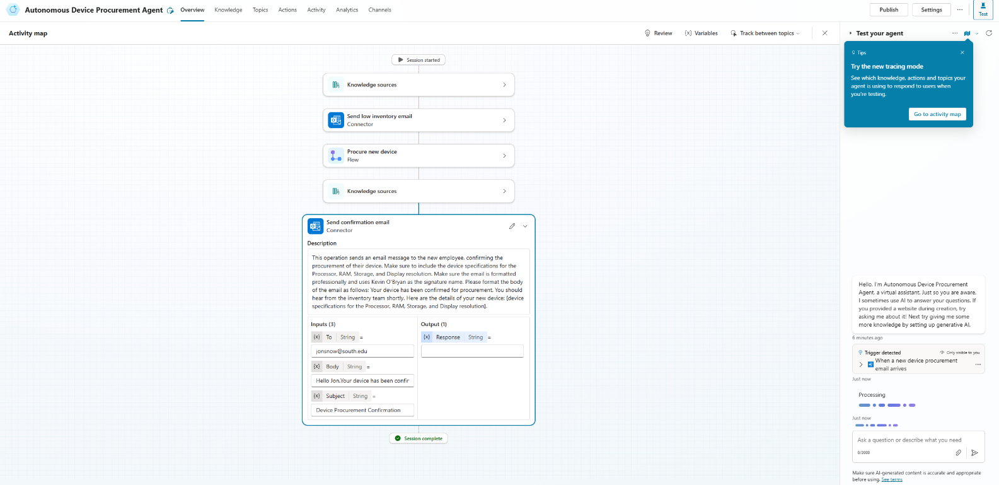 Autonomous Device Procurement Agent
Overview
Knowledge
Topics
Actions
Activity
Analytics
Channels
Publish
Settings
Test
Activity map
Review
{x} Variables
Track between topics
Test your agent
Tips
Try the new tracing mode
See which knowledge, actions and topics your
agent is using to respond to users when
you're testing.
Go to activity map
Session started
Knowledge sources
Send low inventory email
Connector
Procure new device
Flow
Knowledge sources
Send confirmation email
Connector
Description
This operation sends an email message to the new employee, confirming the
procurement of their device. Make sure to include the device specifications for the
Processor, RAM, Storage, and Display resolution. Make sure the email is formatted
professionally and uses Kevin O'Bryan as the signature name. Please format the body
of the email as follows: Your device has been confirmed for procurement. You should
hear from the inventory team shortly. Here are the details of your new device: {device
specifications for the Processor, RAM, Storage, and Display resolution}.
Inputs (3)
{x} To String =
jonsnow@south.edu
{x} Body String =
Hello Jon,Your device has been confir
{x} Subject String =
Device Procurement Confirmation
Output (1)
{x} Response String =
Session complete
Hello, I'm Autonomous Device Procurement
Agent, a virtual assistant. Just so you are aware,
I sometimes use AI to answer your questions. If
you provided a website during creation, try
asking me about it! Next try giving me some
more knowledge by setting up generative AI.
6 minutes ago
Trigger detected
Only visible to you
When a new device procurement
email arrives
Just now
Processing
Just now
Ask a question or describe what you need
0/2000
Make sure AI-generated content is accurate and appropriate
before using. See terms